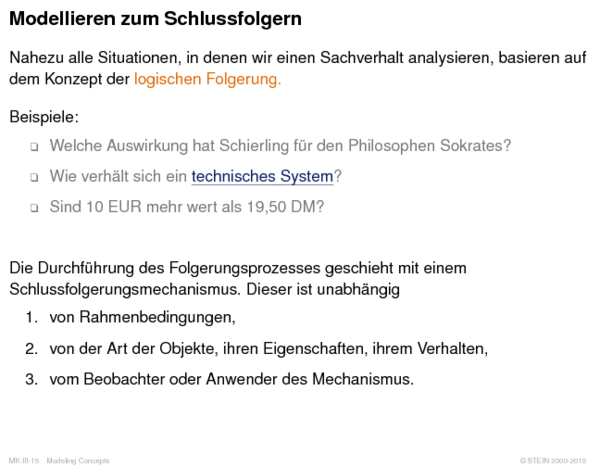 Modellieren zum Schlussfolgern
Nahezu alle Situationen, in denen wir einen Sachverhalt analysieren, basieren auf
dem Konzept der logischen Folgerung.
Beispiele:
❑ Welche Auswirkung hat Schierling für den Philosophen Sokrates?
❑ Wie verhält sich ein technisches System?
❑ Sind 10 EUR mehr wert als 19,50 DM?
Die Durchführung des Folgerungsprozesses geschieht mit einem
Schlussfolgerungsmechanismus. Dieser ist unabhängig
1. von Rahmenbedingungen,
2. von der Art der Objekte, ihren Eigenschaften, ihrem Verhalten,
3. vom Beobachter oder Anwender des Mechanismus.
MK:III-15 Modeling Concepts © STEIN 2000-2015